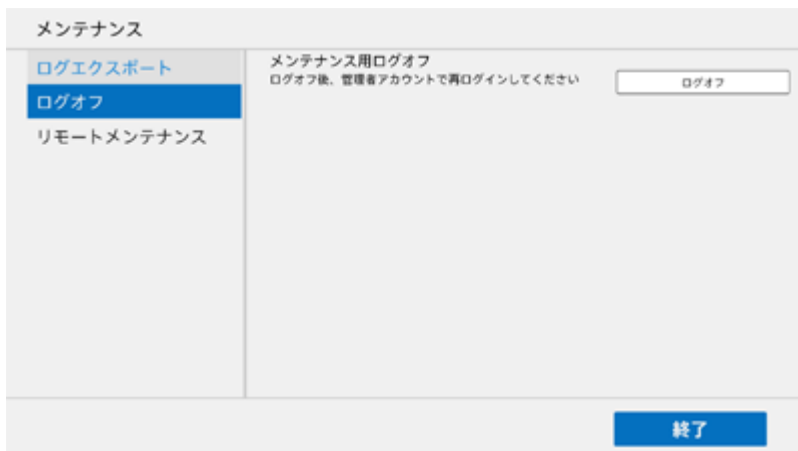 メンテナンス
ログエクスポート
ログオフ
リモートメンテナンス
メンテナンス用ログオフ
ログオフ後、管理者アカウントで再ログインしてください
ログオフ
終了